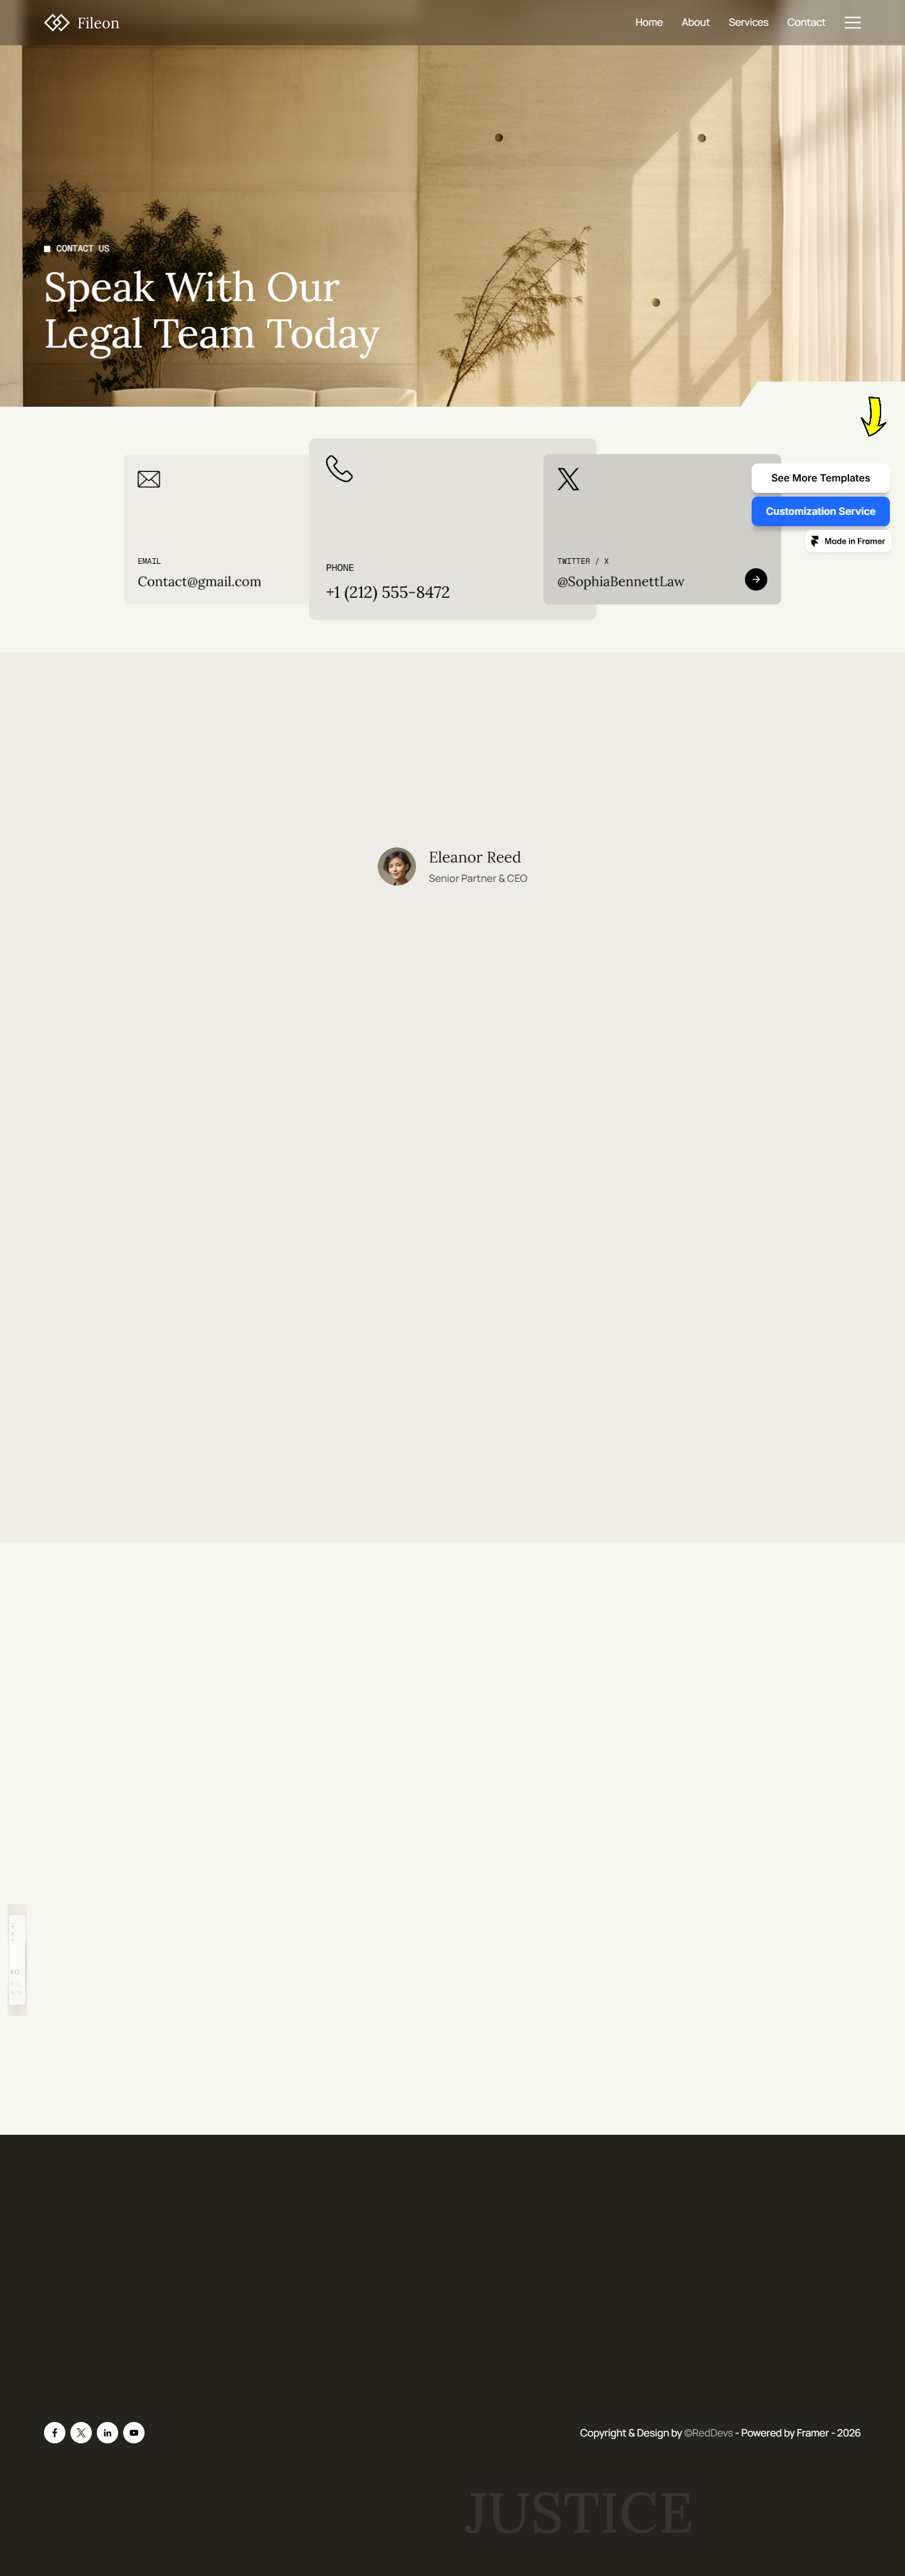 Fileon
Home
About
Services
Contact
CONTACT US
Speak With Our
Legal Team Today
See More Templates
Customization Service
Made in Framer
EMAIL
Contact@gmail.com
PHONE
+1 (212) 555-8472
TWITTER / X
@SophiaBennettLaw
Eleanor Reed
Senior Partner & CEO
Copyright & Design by ©RedDevs - Powered by Framer - 2026
JUSTICE